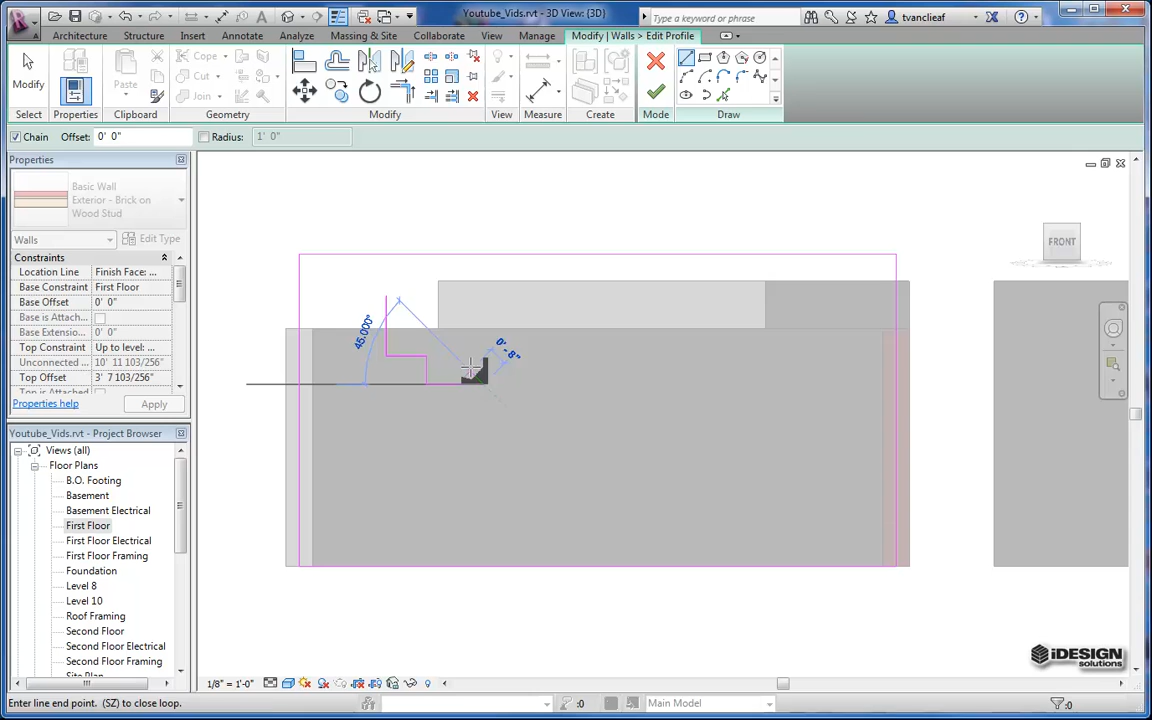 Youtube_Vids.rvt - 3D View: {3D}
Type a keyword or phrase
tvanclief
Architecture Structure Insert Annotate Analyze Massing & Site Collaborate View Manage Modify | Walls > Edit Profile
Modify
Paste
Cope
Cut
Join
Select Properties Clipboard Geometry Modify View Measure Create Mode Draw
Chain Offset: 0' 0" Radius: 1' 0"
Properties
Basic Wall
Exterior - Brick on
Wood Stud
Walls Edit Type
Constraints
Location Line Finish Face: ...
Base Constraint First Floor
Base Offset 0' 0"
Base is Attach...
Base Extensio... 0' 0"
Top Constraint Up to level: ...
Unconnected ... 10' 11 103/256"
Top Offset 3' 7 103/256"
Top is Attached
Properties help Apply
Youtube_Vids.rvt - Project Browser
Views (all)
Floor Plans
B.O. Footing
Basement
Basement Electrical
First Floor
First Floor Electrical
First Floor Framing
Foundation
Level 8
Level 10
Roof Framing
Second Floor
Second Floor Electrical
Second Floor Framing
Site Plan
45.000°
0' - 8"
FRONT
iDESIGN
solutions
1/8" = 1'-0"
Enter line end point. (SZ) to close loop.
:0
Main Model
:0